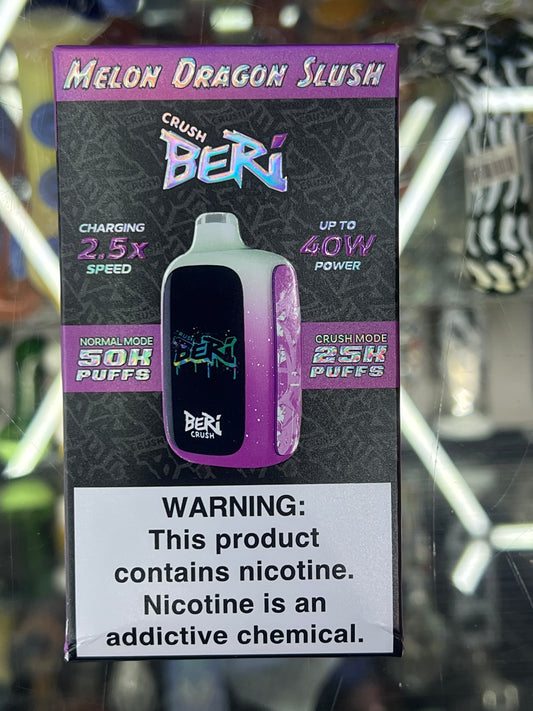 MELON DRAGON SLUSH
CRUSH
BERi
CHARGING
2.5x
SPEED
UP TO
40W
POWER
NORMAL MODE
50K
PUFFS
CRUSH MODE
25K
PUFFS
BERi
BERi
CRUSH
WARNING:
This product
contains nicotine.
Nicotine is an
addictive chemical.